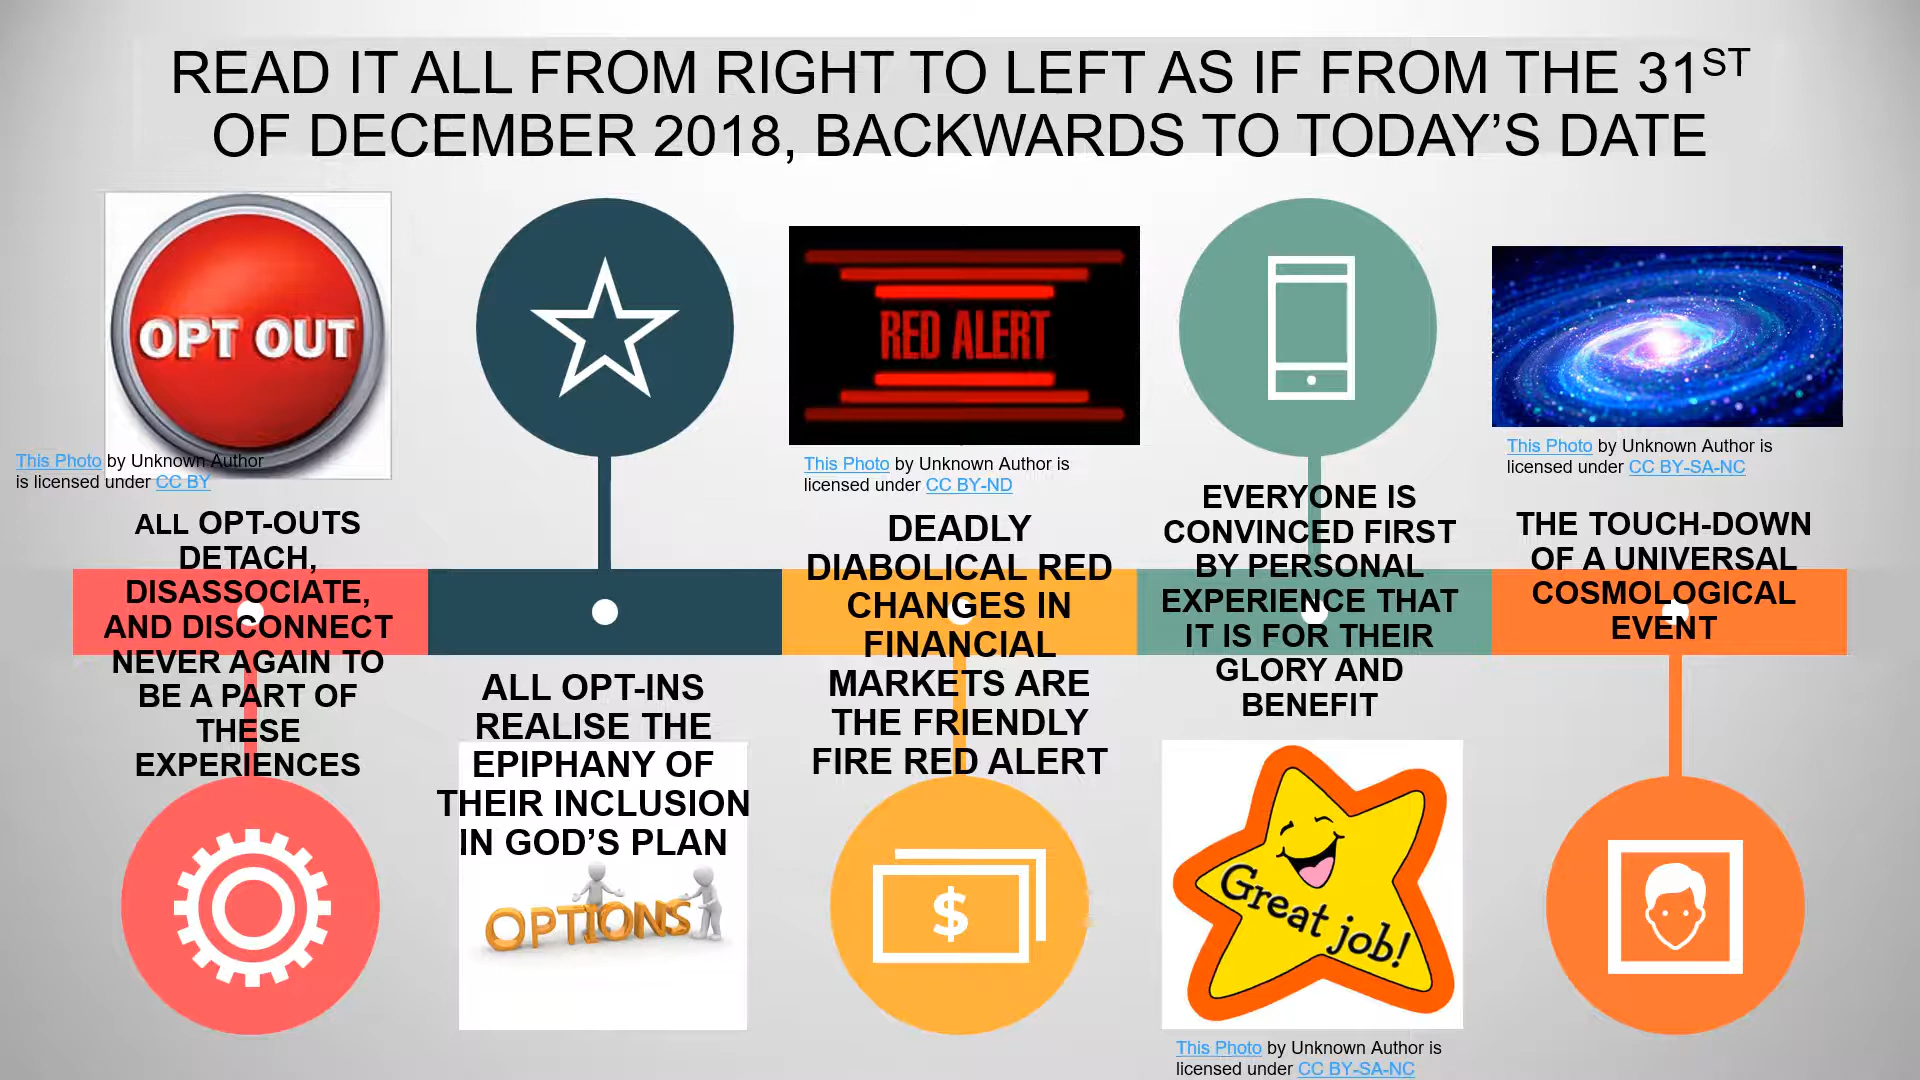 READ IT ALL FROM RIGHT TO LEFT AS IF FROM THE 31ST
OF DECEMBER 2018, BACKWARDS TO TODAY’S DATE
OPT OUT
This Photo by Unknown Author
is licensed under CC BY
ALL OPT-OUTS
DETACH,
DISASSOCIATE,
AND DISCONNECT
NEVER AGAIN TO
BE A PART OF
THESE
EXPERIENCES
ALL OPT-INS
REALISE THE
EPIPHANY OF
THEIR INCLUSION
IN GOD’S PLAN
OPTIONS
RED ALERT
This Photo by Unknown Author is
licensed under CC BY-ND
DEADLY
DIABOLICAL RED
CHANGES IN
FINANCIAL
MARKETS ARE
THE FRIENDLY
FIRE RED ALERT
$
EVERYONE IS
CONVINCED FIRST
BY PERSONAL
EXPERIENCE THAT
IT IS FOR THEIR
GLORY AND
BENEFIT
Great job!
This Photo by Unknown Author is
licensed under CC BY-SA-NC
This Photo by Unknown Author is
licensed under CC BY-SA-NC
THE TOUCH-DOWN
OF A UNIVERSAL
COSMOLOGICAL
EVENT